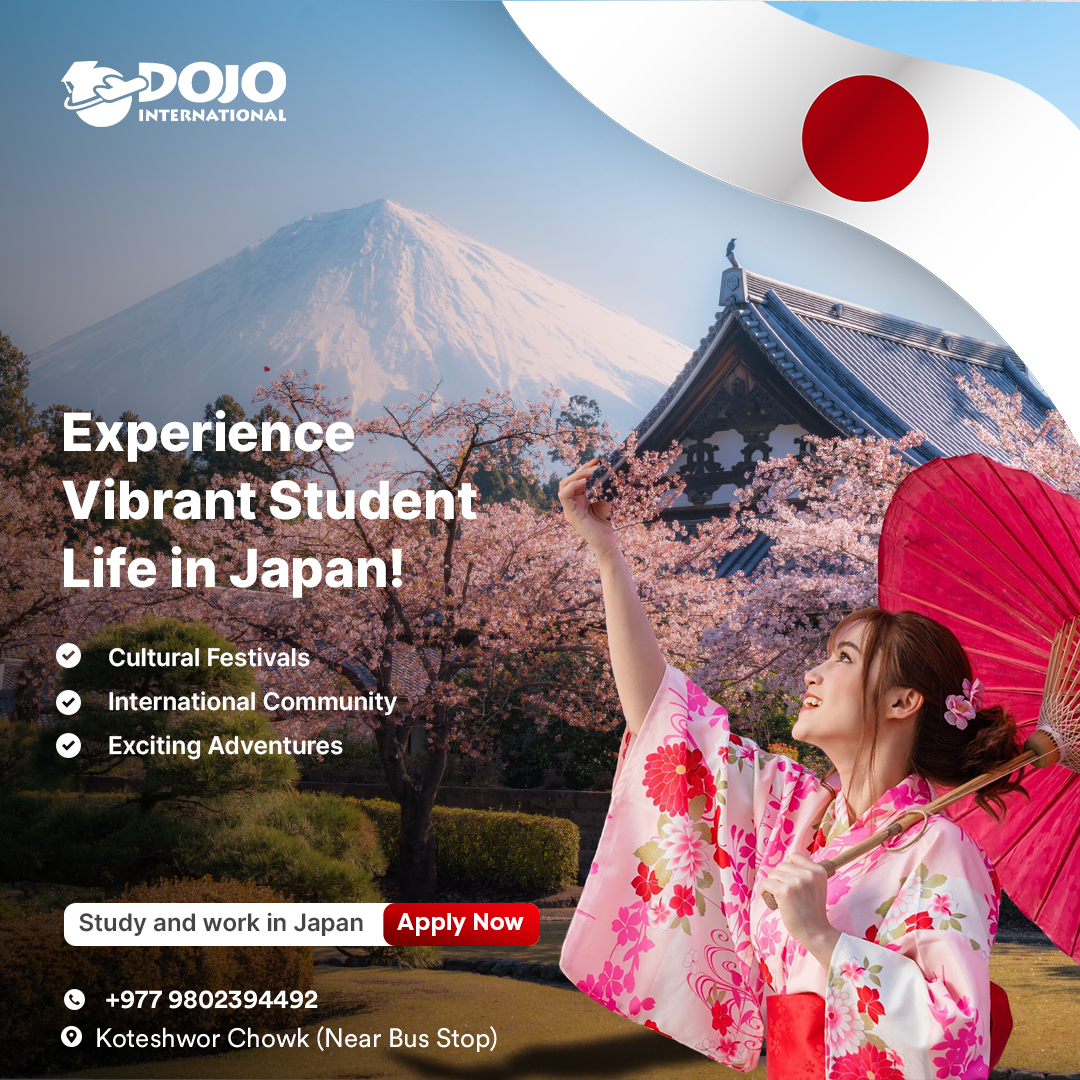 DOJO
INTERNATIONAL
Experience
Vibrant Student
Life in Japan!
Cultural Festivals
International Community
Exciting Adventures
Study and work in Japan Apply Now
+977 9802394492
Koteshwor Chowk (Near Bus Stop)